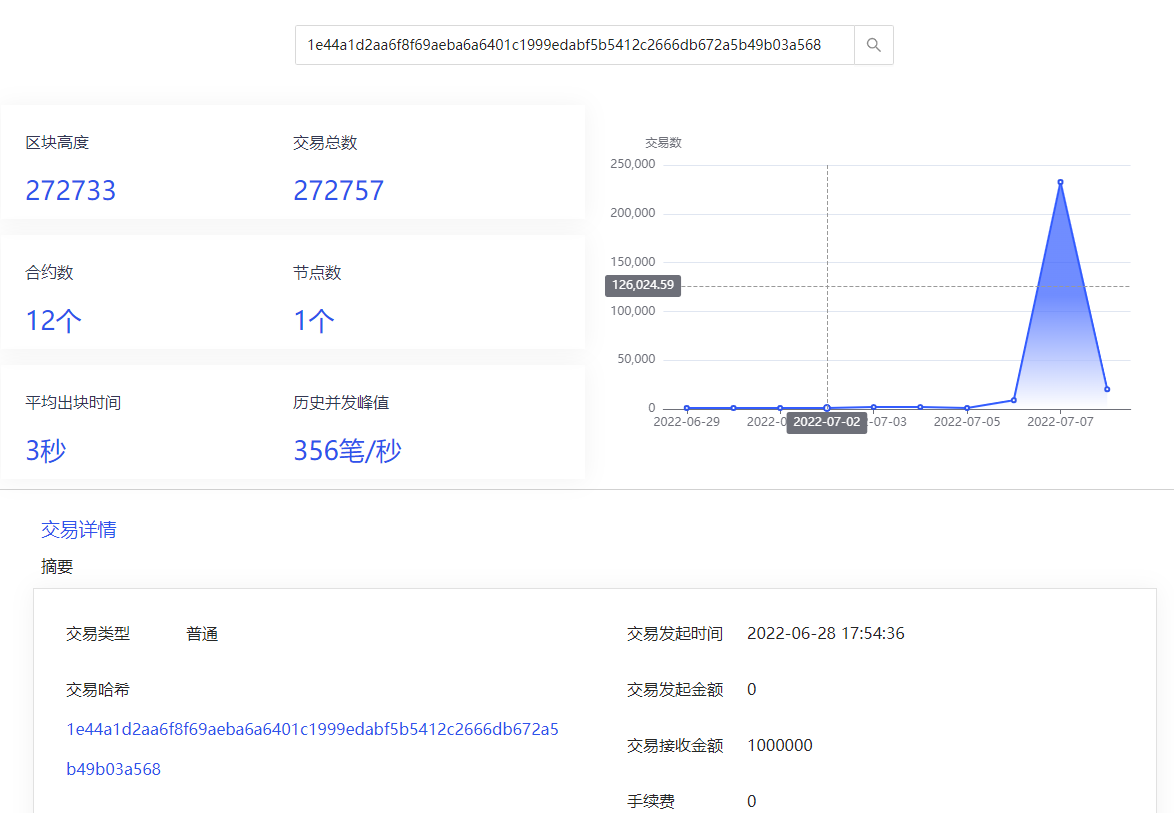 1e44a1d2aa6f8f69aeba6a6401c1999edabf5b5412c2666db672a5b49b03a568
区块高度
交易总数
272733
272757
合约数
节点数
12个
1个
平均出块时间
历史并发峰值
3秒
356笔/秒
交易数
250,000
200,000
150,000
126,024.59
100,000
50,000
0
2022-06-29
2022-0
2022-07-02
-07-03
2022-07-05
2022-07-07
交易详情
摘要
交易类型 普通
交易发起时间 2022-06-28 17:54:36
交易哈希
交易发起金额 0
1e44a1d2aa6f8f69aeba6a6401c1999edabf5b5412c2666db672a5
交易接收金额 1000000
b49b03a568
手续费 0